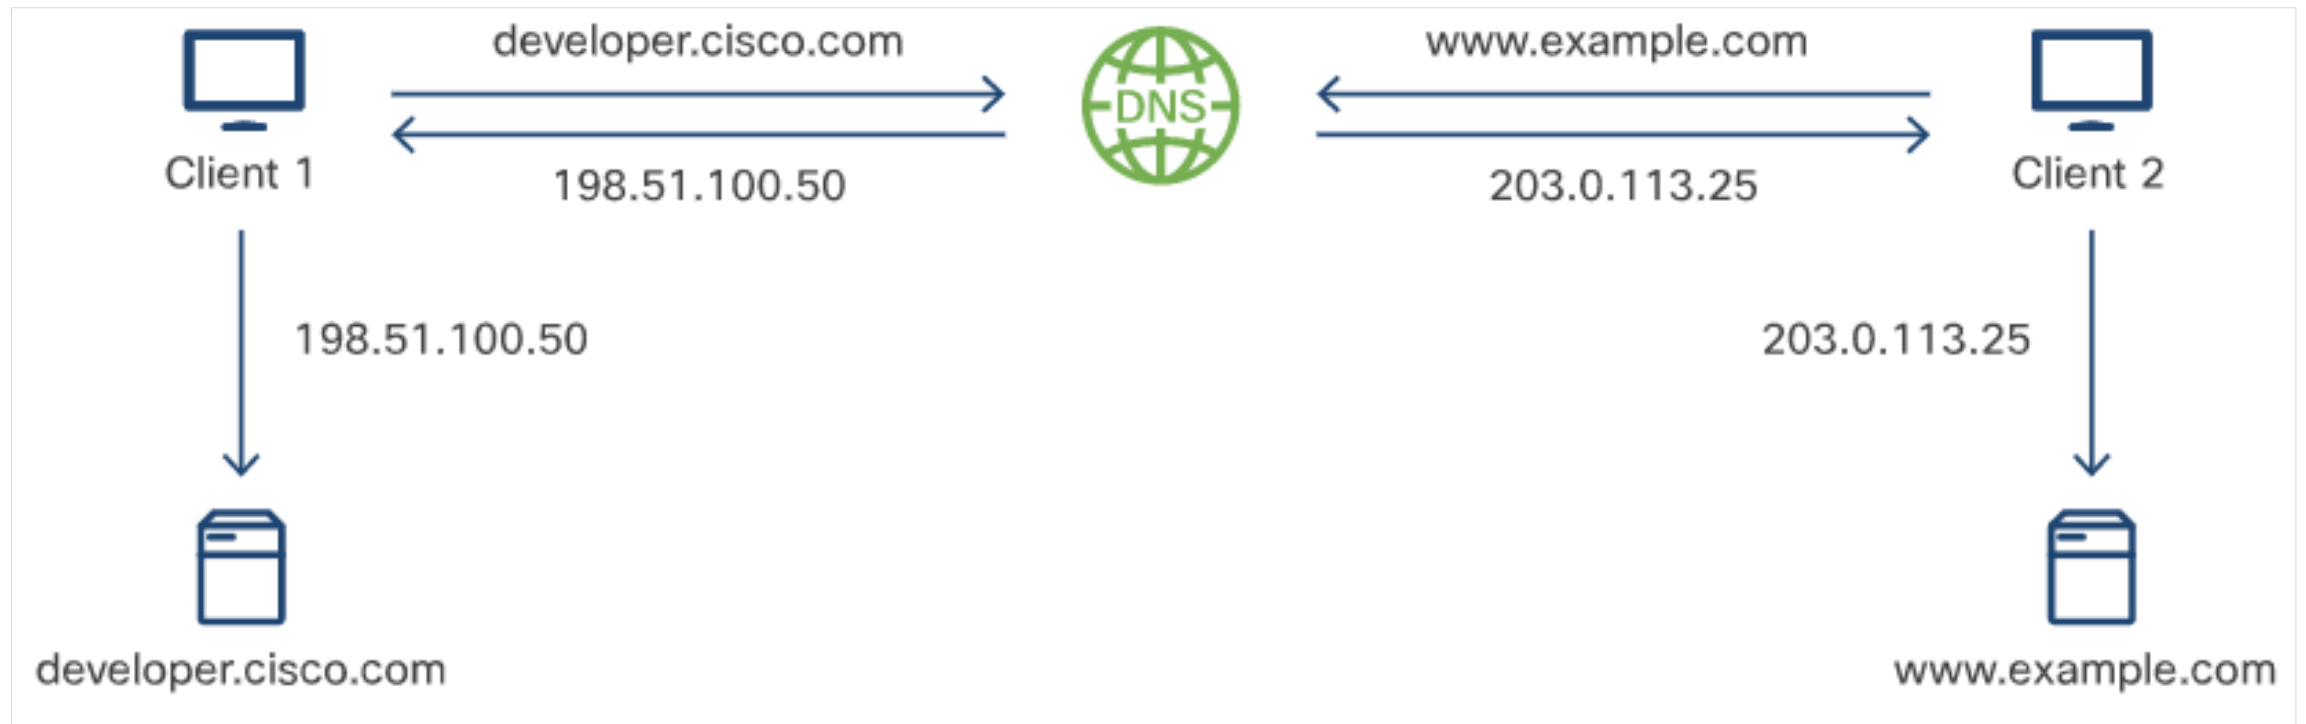 developer.cisco.com
www.example.com
DNS
Client 1
198.51.100.50
203.0.113.25
Client 2
198.51.100.50
203.0.113.25
developer.cisco.com
www.example.com